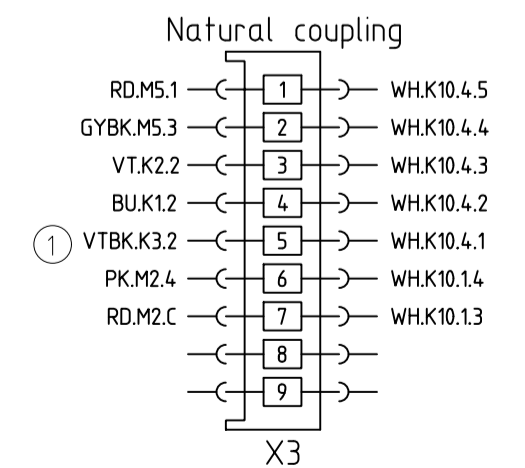 Natural coupling
RD.M5.1 1 WH.K10.4.5
GYBK.M5.3 2 WH.K10.4.4
VT.K2.2 3 WH.K10.4.3
BU.K1.2 4 WH.K10.4.2
1 VTBK.K3.2 5 WH.K10.4.1
PK.M2.4 6 WH.K10.1.4
RD.M2.C 7 WH.K10.1.3
8
9
X3